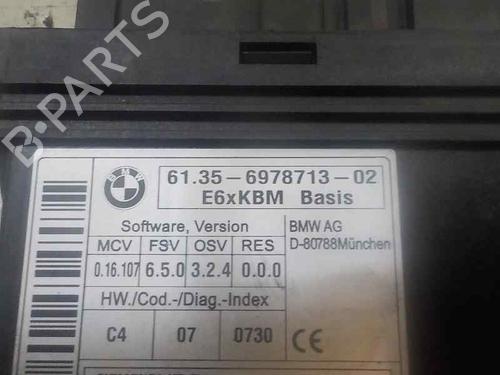 B-PARTS
BMW
61.35-6978713-02
E6xKBM Basis
Software, Version
MCV FSV OSV RES
0.16.107 6.5.0 3.2.4 0.0.0
HW./Cod.-/Diag.-Index
C4 07 0730
BMW AG
D-80788München
CE